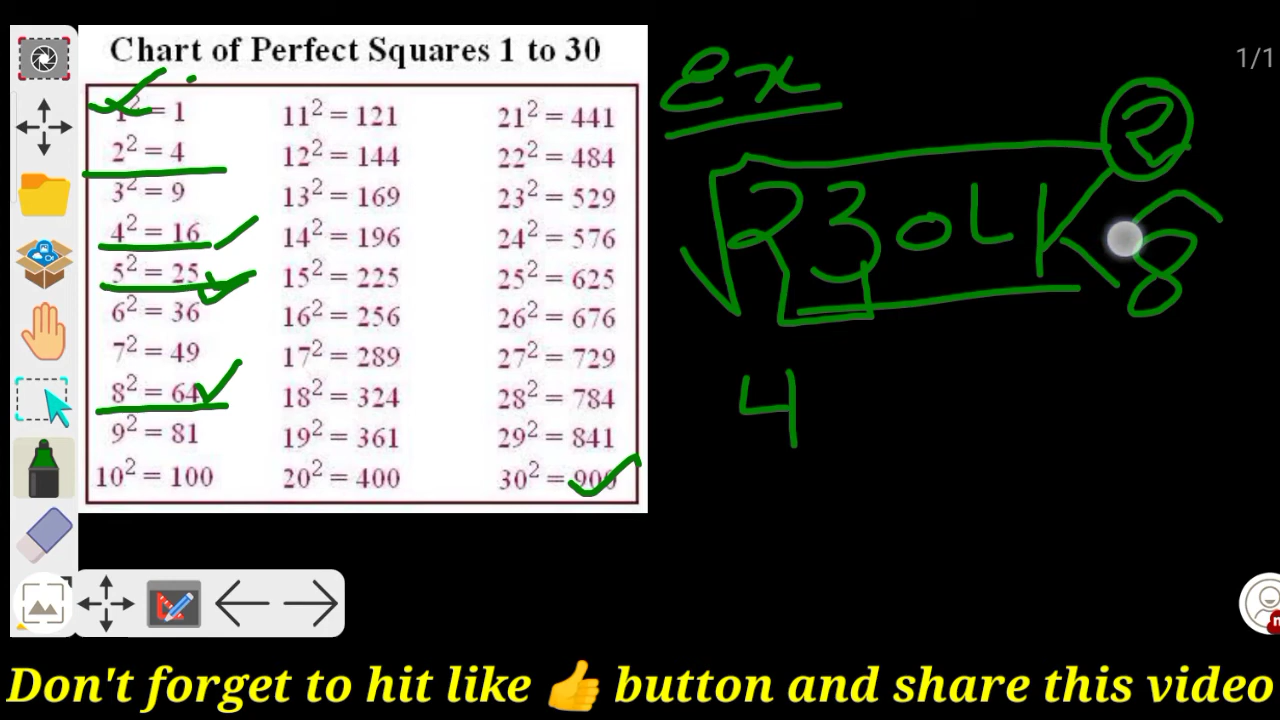 Chart of Perfect Squares 1 to 30
1² = 1 11² = 121 21² = 441
2² = 4 12² = 144 22² = 484
3² = 9 13² = 169 23² = 529
4² = 16 14² = 196 24² = 576
5² = 25 15² = 225 25² = 625
6² = 36 16² = 256 26² = 676
7² = 49 17² = 289 27² = 729
8² = 64 18² = 324 28² = 784
9² = 81 19² = 361 29² = 841
10² = 100 20² = 400 30² = 900
ex
1/1
2
√2304
8
4
Don't forget to hit like 👍 button and share this video